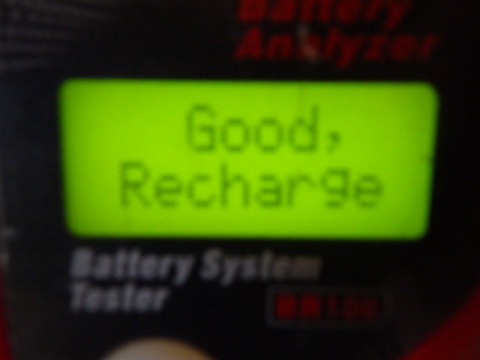 Battery
Analyzer
Good,
Recharge
Battery System
Tester